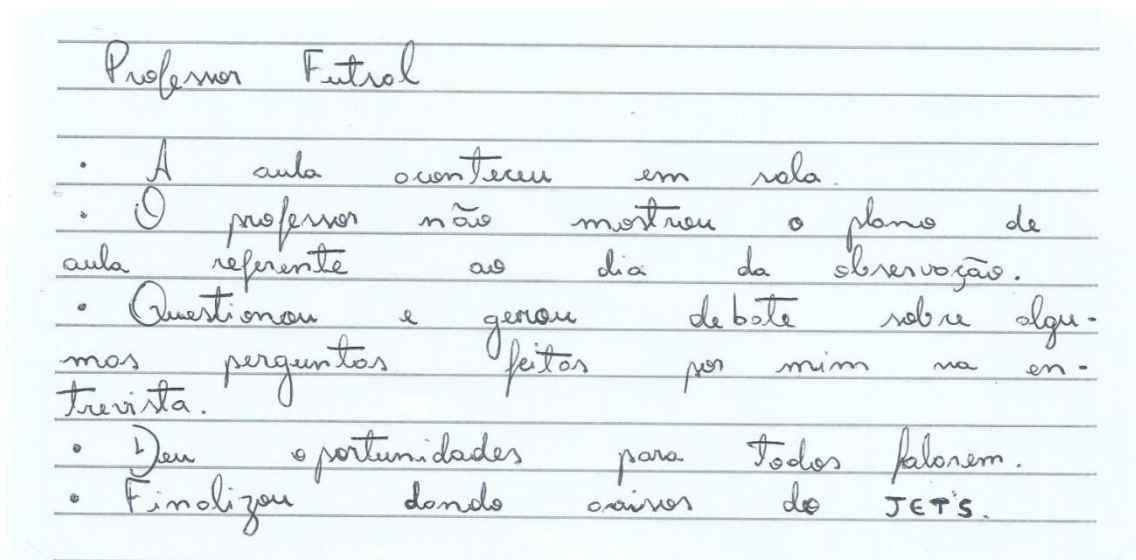 Professor Futsal
• A aula aconteceu em sala.
• O professor não mostrou o plano de
aula referente ao dia da observação.
• Questionou e gerou debate sobre algu-
mas perguntas feitas por mim na en-
trevista.
• Deu oportunidades para todos falarem.
• Finalizou dando avisos do JET'S.